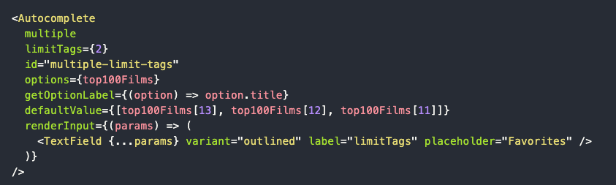 <Autocomplete
  multiple
  limitTags={2}
  id="multiple-limit-tags"
  options={top100Films}
  getOptionLabel={(option) => option.title}
  defaultValue={[top100Films[13], top100Films[12], top100Films[11]]}
  renderInput={(params) => (
    <TextField {...params} variant="outlined" label="limitTags" placeholder="Favorites" />
  )}
/>